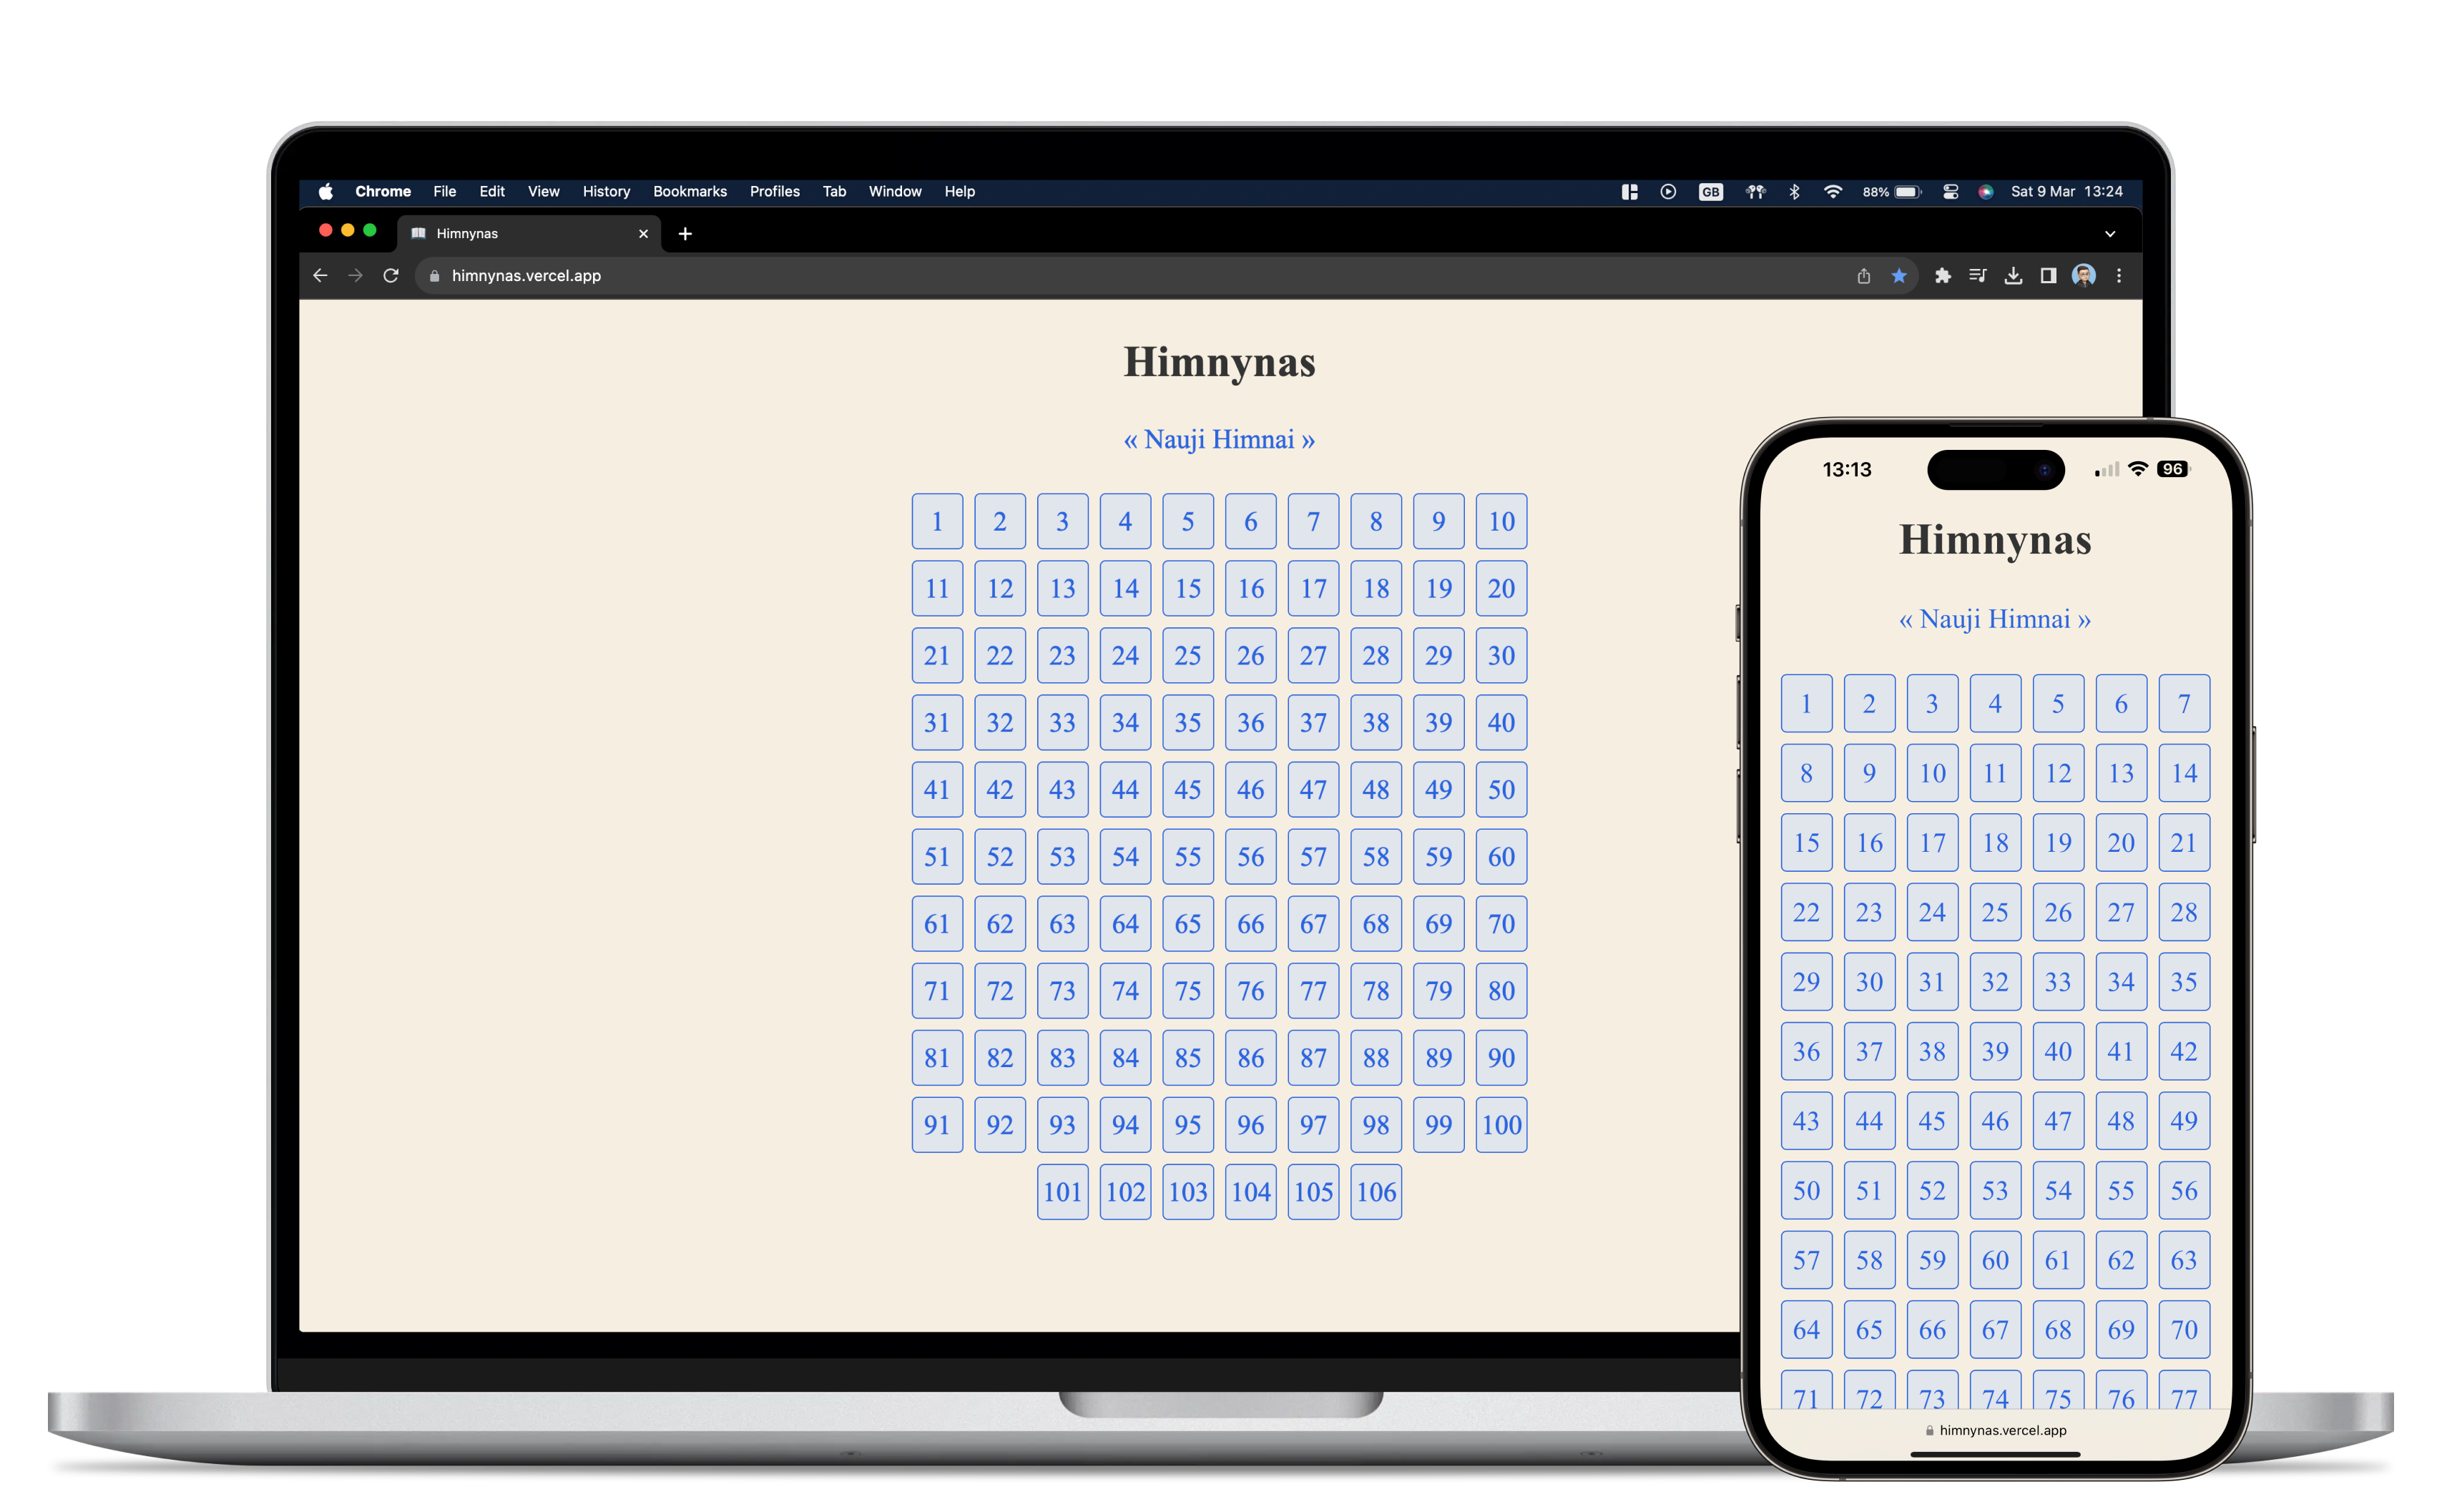 Chrome File Edit View History Bookmarks Profiles Tab Window Help GB 88% Sat 9 Mar 13:24
Himnynas
himnynas.vercel.app
Himnynas
« Nauji Himnai »
1 2 3 4 5 6 7 8 9 10
11 12 13 14 15 16 17 18 19 20
21 22 23 24 25 26 27 28 29 30
31 32 33 34 35 36 37 38 39 40
41 42 43 44 45 46 47 48 49 50
51 52 53 54 55 56 57 58 59 60
61 62 63 64 65 66 67 68 69 70
71 72 73 74 75 76 77 78 79 80
81 82 83 84 85 86 87 88 89 90
91 92 93 94 95 96 97 98 99 100
101 102 103 104 105 106
13:13 96
Himnynas
« Nauji Himnai »
1 2 3 4 5 6 7
8 9 10 11 12 13 14
15 16 17 18 19 20 21
22 23 24 25 26 27 28
29 30 31 32 33 34 35
36 37 38 39 40 41 42
43 44 45 46 47 48 49
50 51 52 53 54 55 56
57 58 59 60 61 62 63
64 65 66 67 68 69 70
71 72 73 74 75 76 77
himnynas.vercel.app